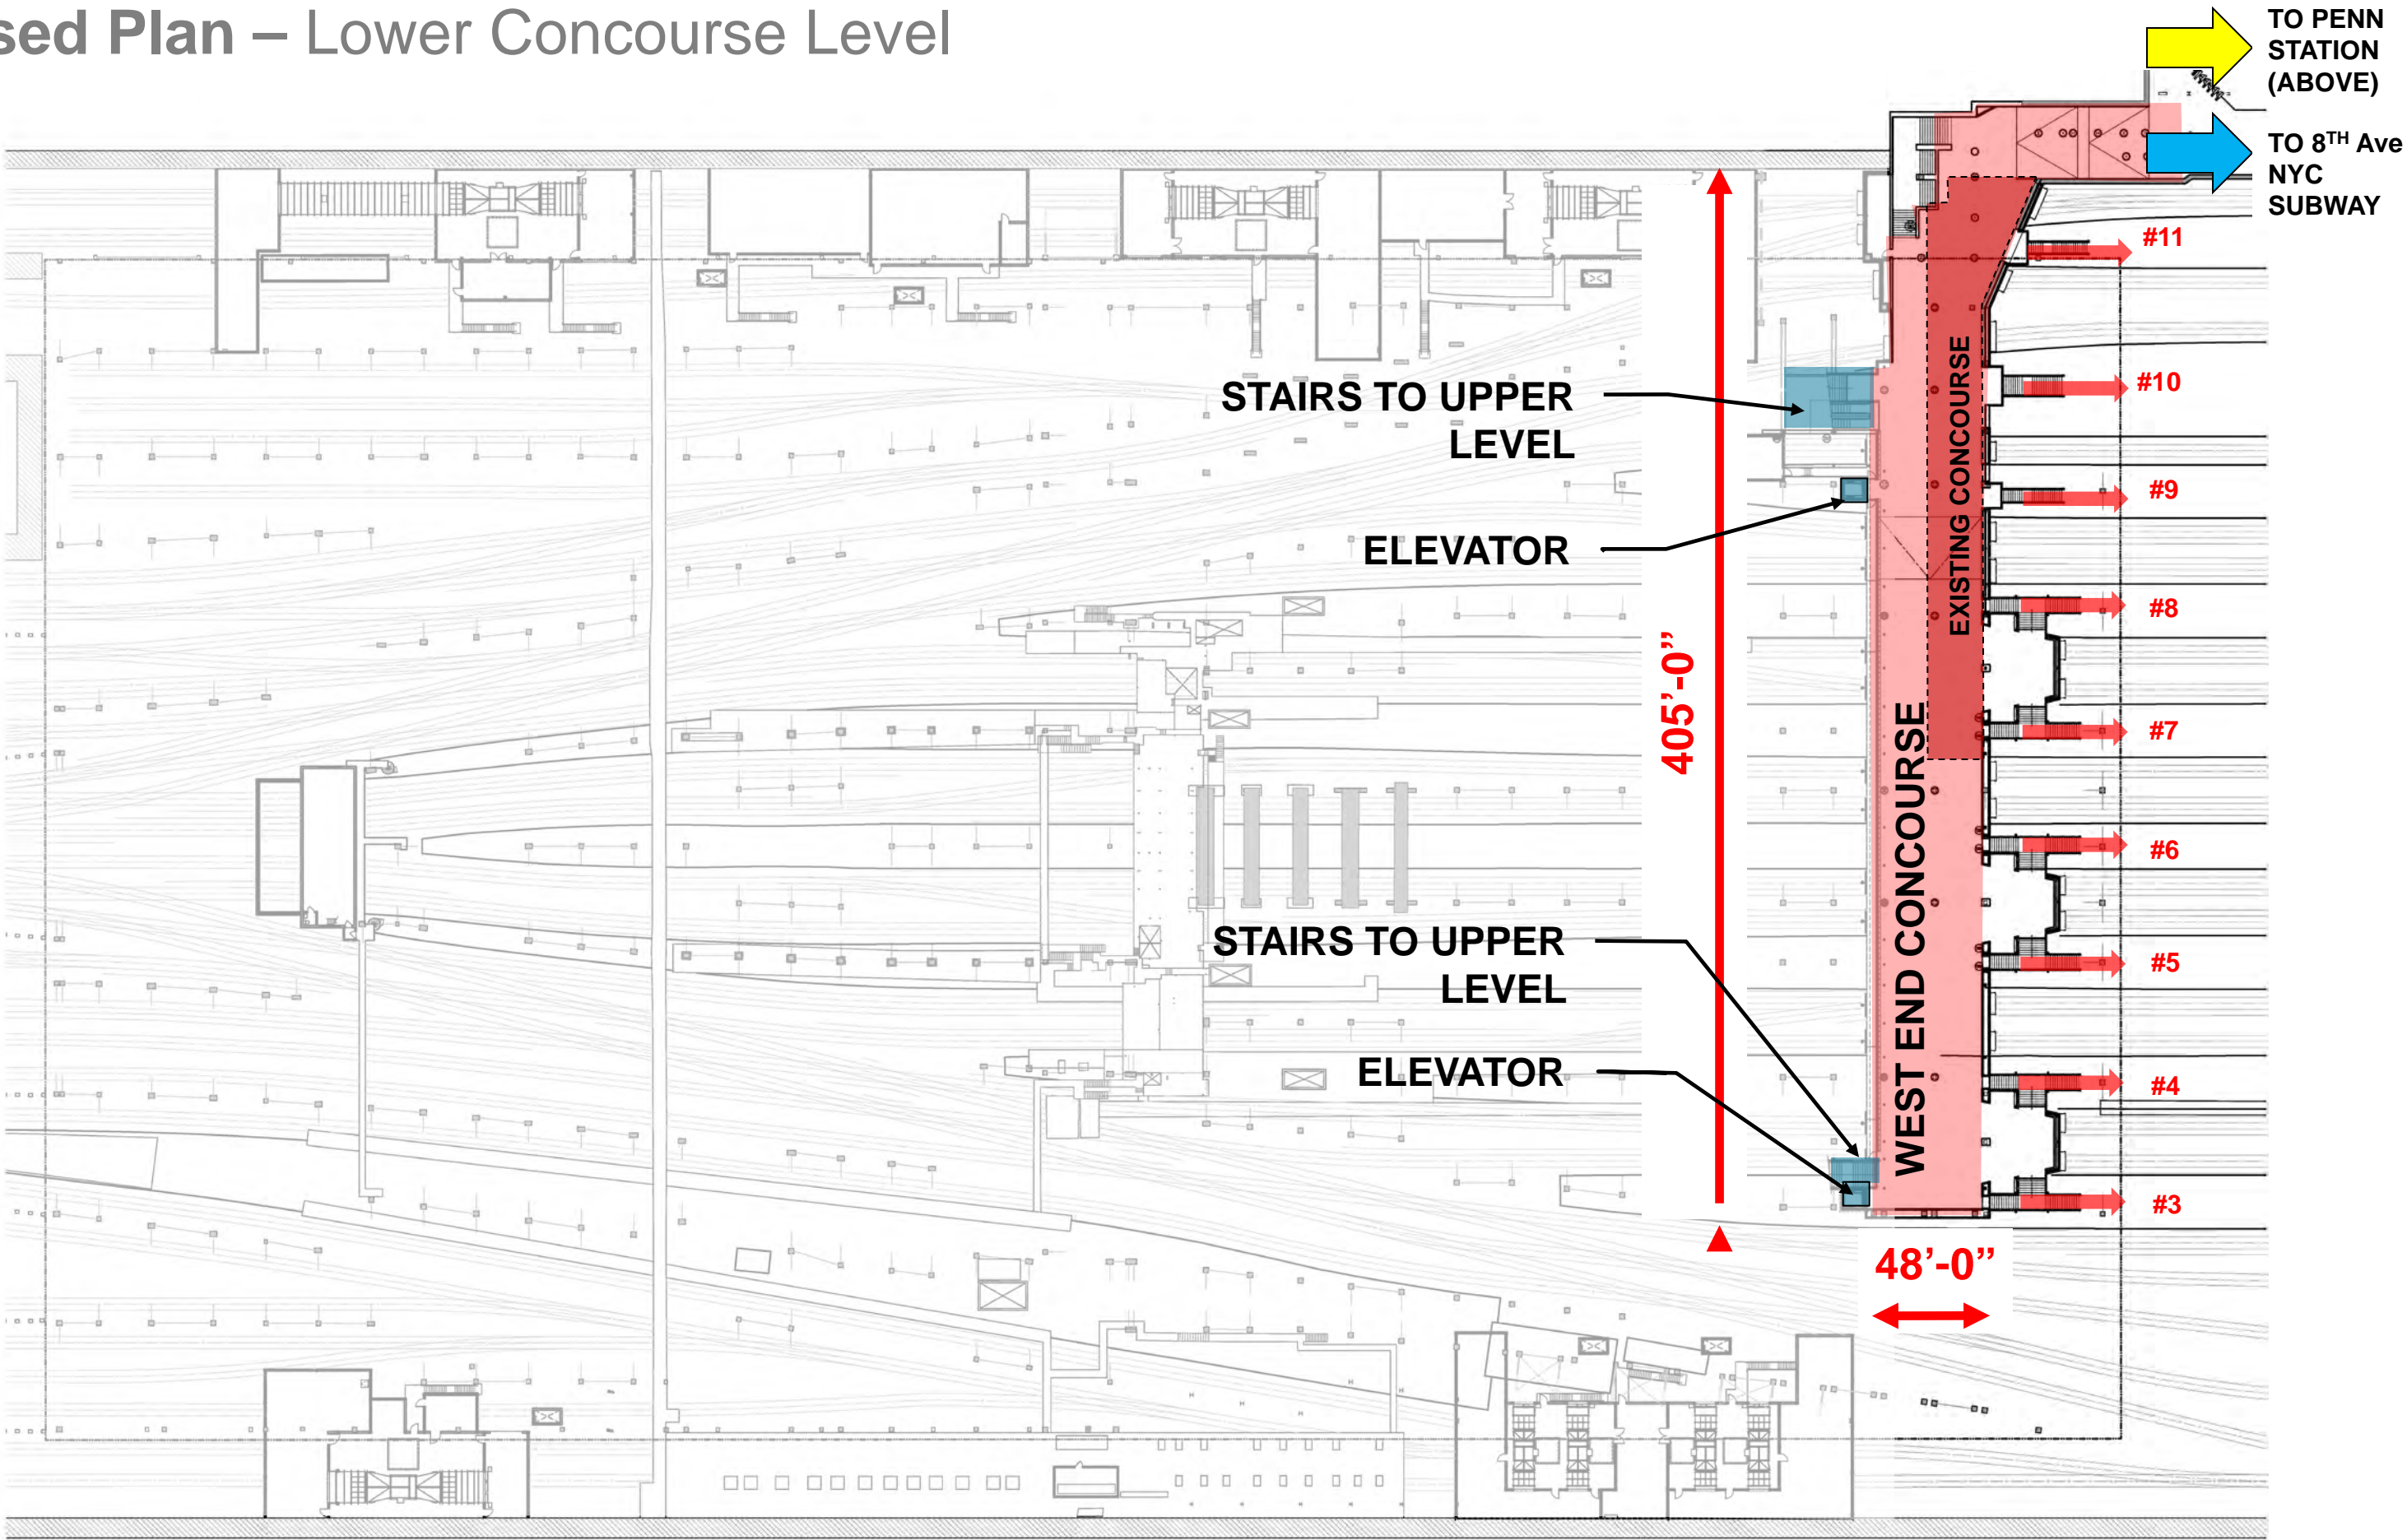 sed Plan – Lower Concourse Level
TO PENN
STATION
(ABOVE)
TO 8TH Ave
NYC
SUBWAY
#11
STAIRS TO UPPER
LEVEL
#10
EXISTING CONCOURSE
#9
ELEVATOR
#8
405’-0”
#7
WEST END CONCOURSE
#6
STAIRS TO UPPER
LEVEL
#5
ELEVATOR
#4
#3
48’-0”